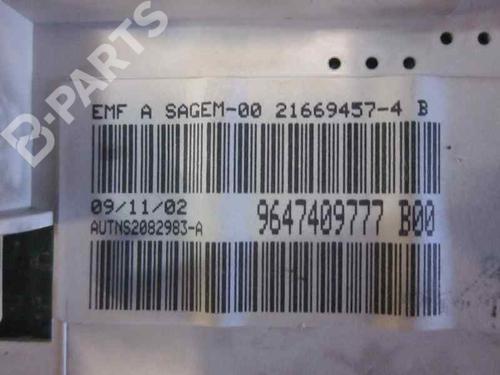 B-PARTS
EMF A SAGEM-00 21669457-4 B
09/11/02
9647409777 B00
AUTNS2082983-A